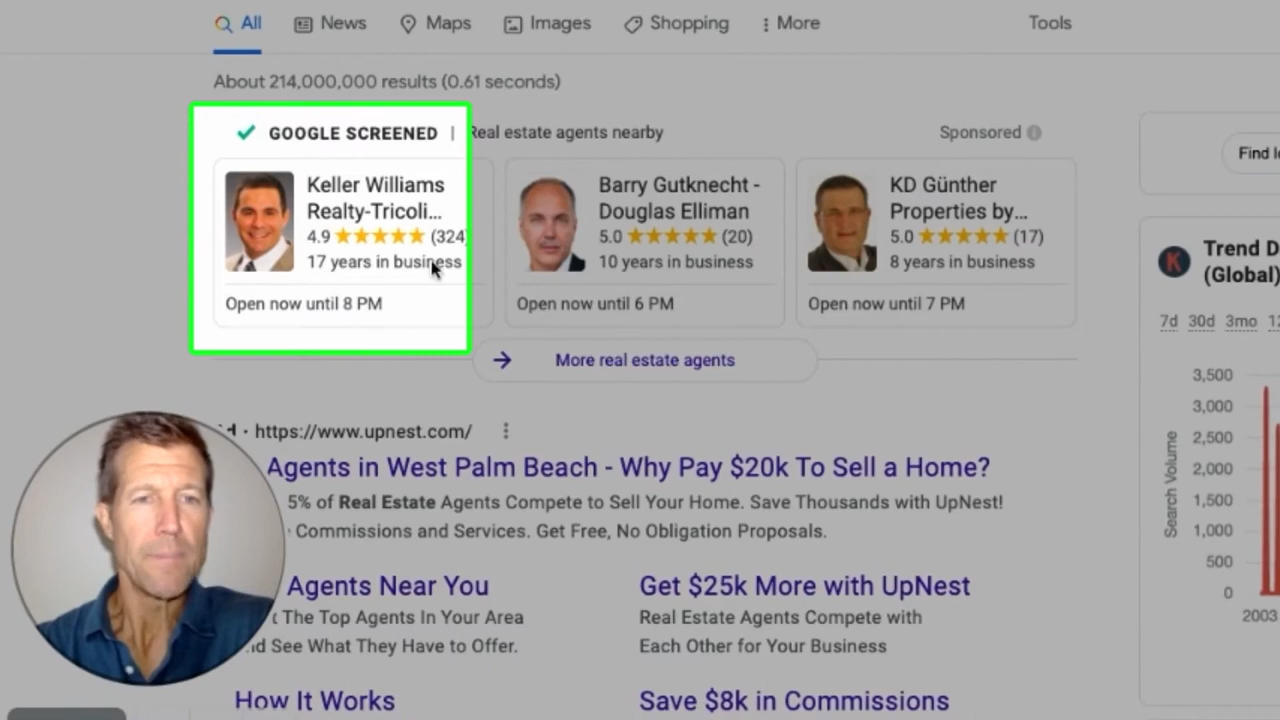 All News Maps Images Shopping More Tools
About 214,000,000 results (0.61 seconds)
GOOGLE SCREENED | Real estate agents nearby Sponsored
Keller Williams
Realty-Tricoli...
4.9 (324)
17 years in business
Open now until 8 PM
Barry Gutknecht -
Douglas Elliman
5.0 (20)
10 years in business
Open now until 6 PM
KD Günther
Properties by...
5.0 (17)
8 years in business
Open now until 7 PM
More real estate agents
· https://www.upnest.com/
Agents in West Palm Beach - Why Pay $20k To Sell a Home?
5% of Real Estate Agents Compete to Sell Your Home. Save Thousands with UpNest!
Commissions and Services. Get Free, No Obligation Proposals.
Agents Near You
The Top Agents In Your Area
See What They Have to Offer.
Get $25k More with UpNest
Real Estate Agents Compete with
Each Other for Your Business
How It Works
Save $8k in Commissions
Find
K
Trend
(Global)
7d 30d 3mo
Search Volume
3,500
3,000
2,500
2,000
1,500
1,000
500
0
2003